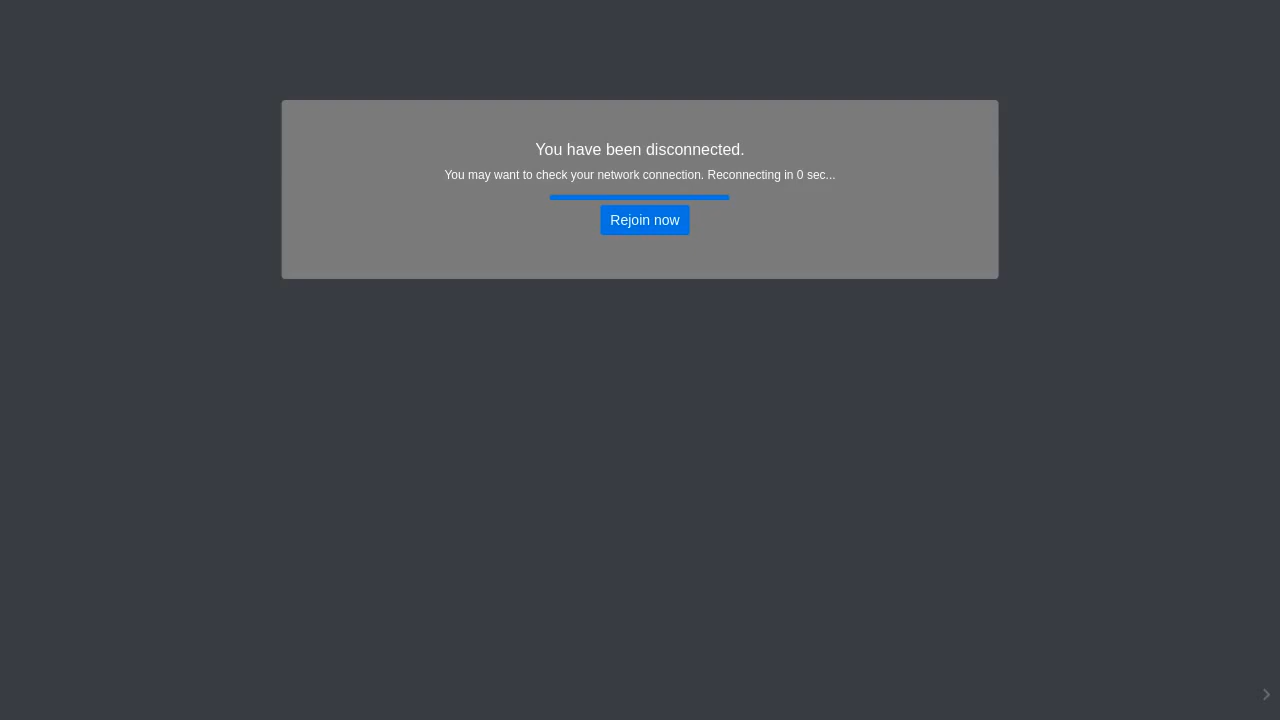 You have been disconnected.
You may want to check your network connection. Reconnecting in 0 sec...
Rejoin now